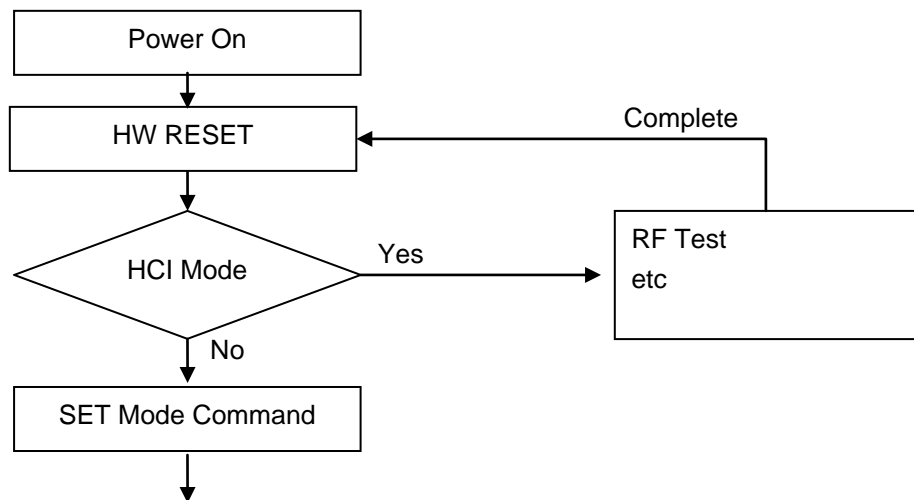 Power On
HW RESET
Complete
HCI Mode
Yes
RF Test
etc
No
SET Mode Command